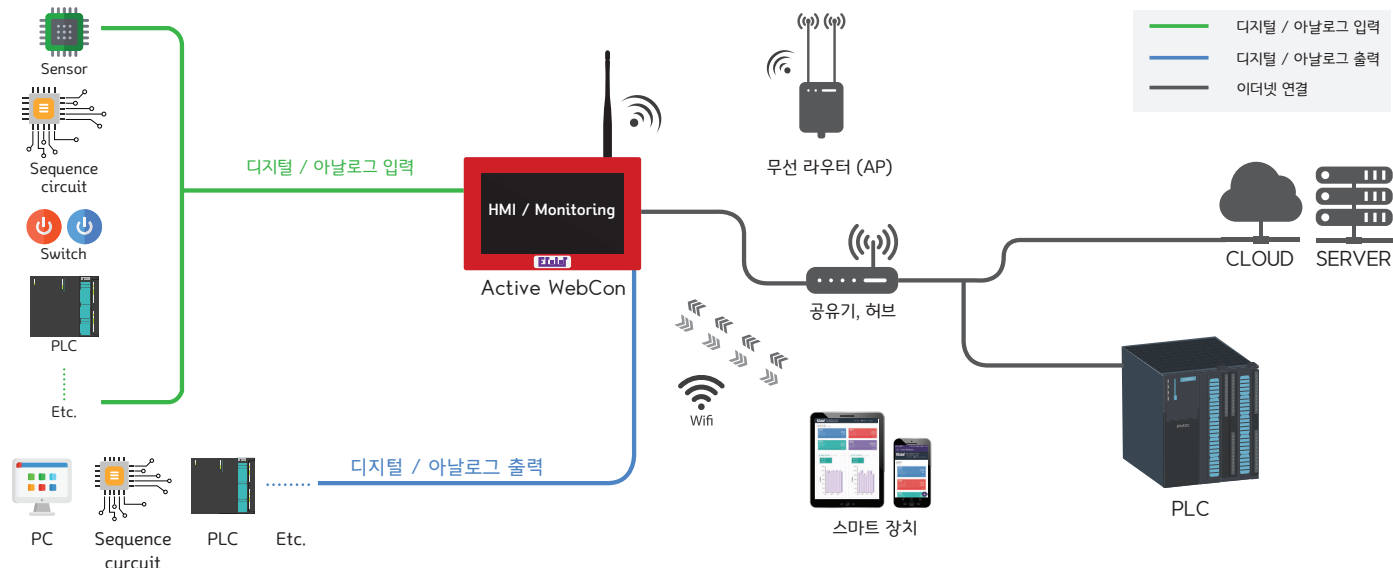 디지털 / 아날로그 입력
디지털 / 아날로그 출력
이더넷 연결
Sensor
Sequence
circuit
Switch
PLC
Etc.
디지털 / 아날로그 입력
HMI / Monitoring
Active WebCon
무선 라우터 (AP)
공유기, 허브
CLOUD
SERVER
Wifi
스마트 장치
PLC
디지털 / 아날로그 출력
PC
Sequence
curcuit
PLC
Etc.